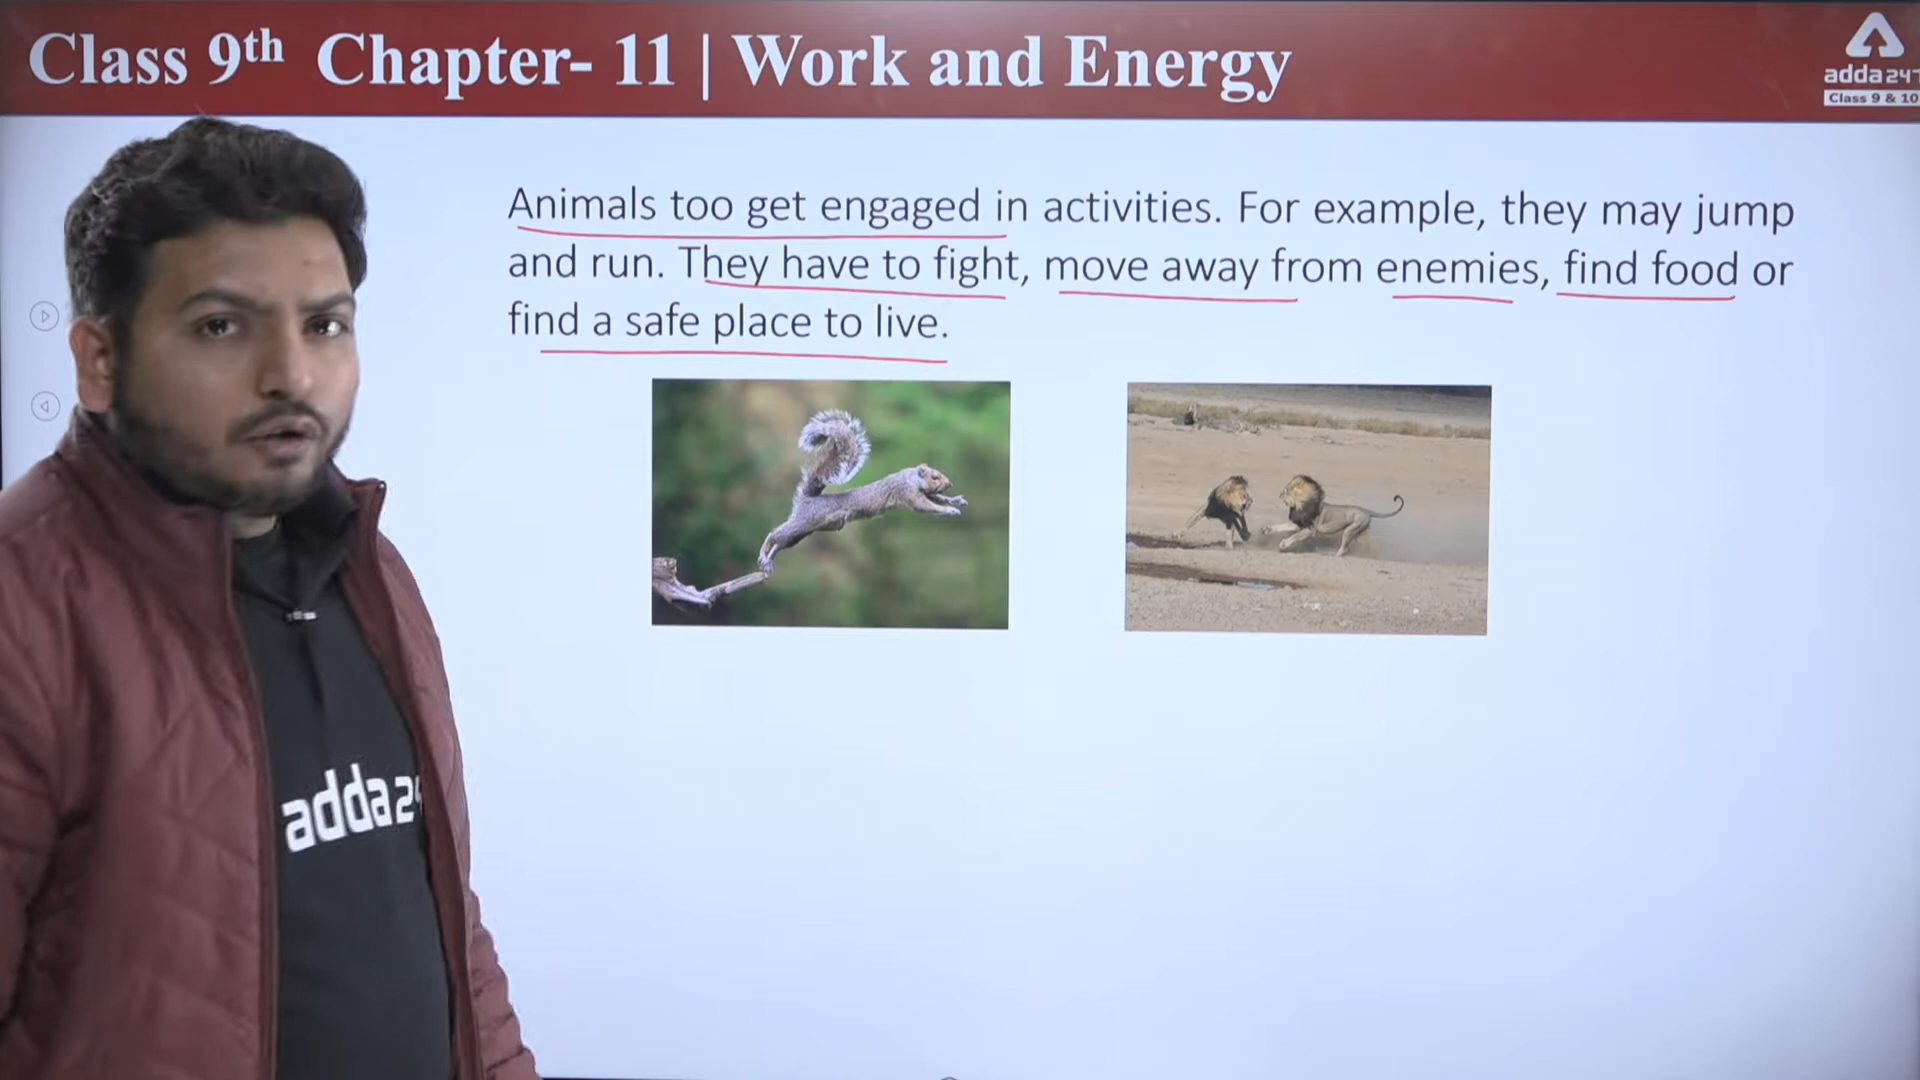 Class 9th Chapter- 11 | Work and Energy
adda247
Class 9 & 10
Animals too get engaged in activities. For example, they may jump
and run. They have to fight, move away from enemies, find food or
find a safe place to live.
adda24